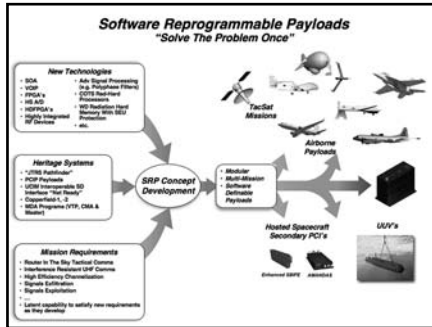 Software Reprogrammable Payloads
"Solve The Problem Once"
New Technologies
• SOA
• VOIP
• FPGA's
• HS A/D
• HDFPGA's
• Highly Integrated
RF Devices
• Adv Signal Processing
(e.g. Polyphase Filters)
• COTS Rad-Hard
Processors
• WD Radiation Hard
Memory With SEU
Protection
• etc.
TacSat
Missions
Airborne
Payloads
Heritage Systems
• "JTRS Pathfinder"
• PCIP Payloads
• UCIM Interoperable SD
Interface "Net Ready"
• Copperfield-1, -2
• MDA Programs (VTP, CMA &
Master)
SRP Concept
Development
• Modular
• Multi-Mission
• Software
Definable
Payloads
Mission Requirements
• Router In The Sky Tactical Comms
• Interference Resistant UHF Comms
• High Efficiency Channelization
• Signals Exfiltration
• Signals Exploitation
• ....
• Latent capability to satisfy new requirements as
they develop
Hosted Spacecraft
Secondary PCI's
Enhanced SBPE
UUV's